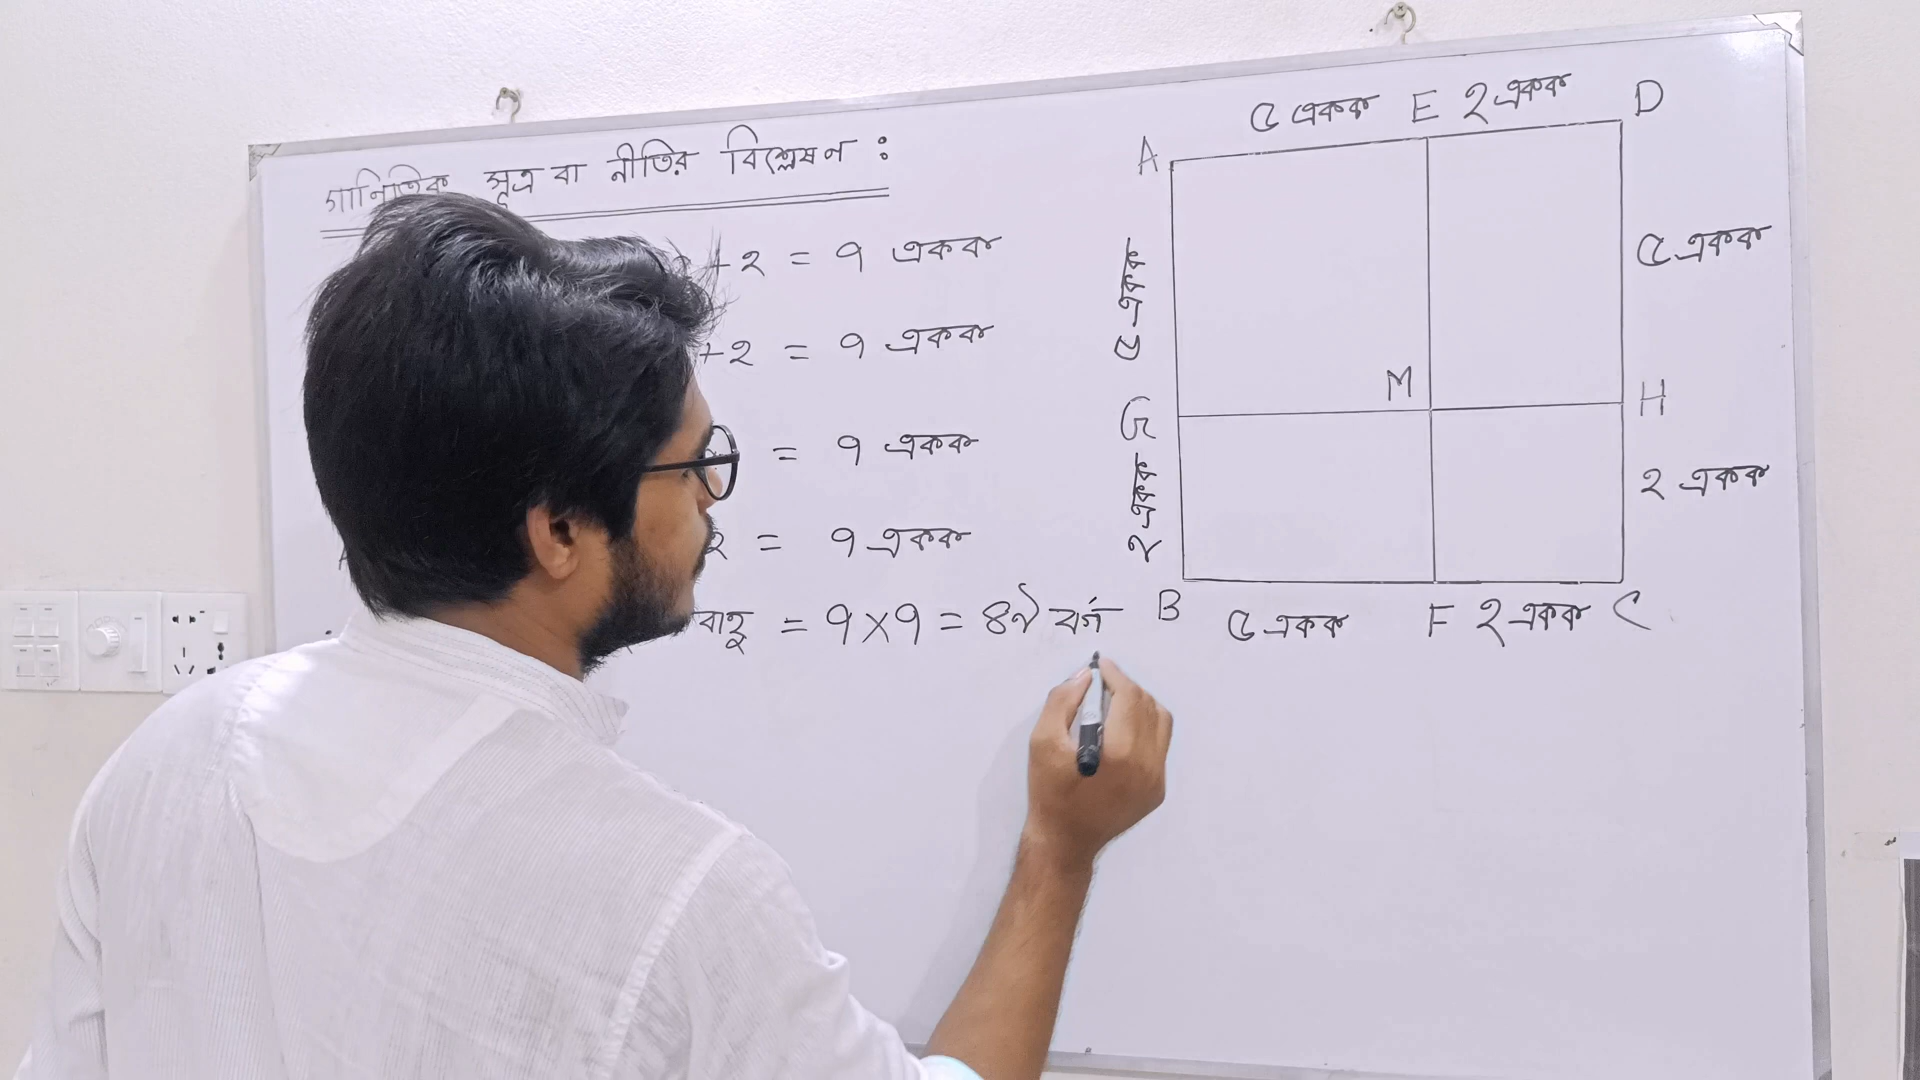 গানিতিক সূত্র বা নীতির বিশ্লেষণ :
+২ = ৭ একক
+২ = ৭ একক
= ৭ একক
২ = ৭ একক
বাহু = ৭×৭ = ৪৯ বর্গ
৫ একক E ২ একক D
A
৫ একক
৫ একক
M
H
G
২ একক
২ একক
B ৫ একক F ২ একক C